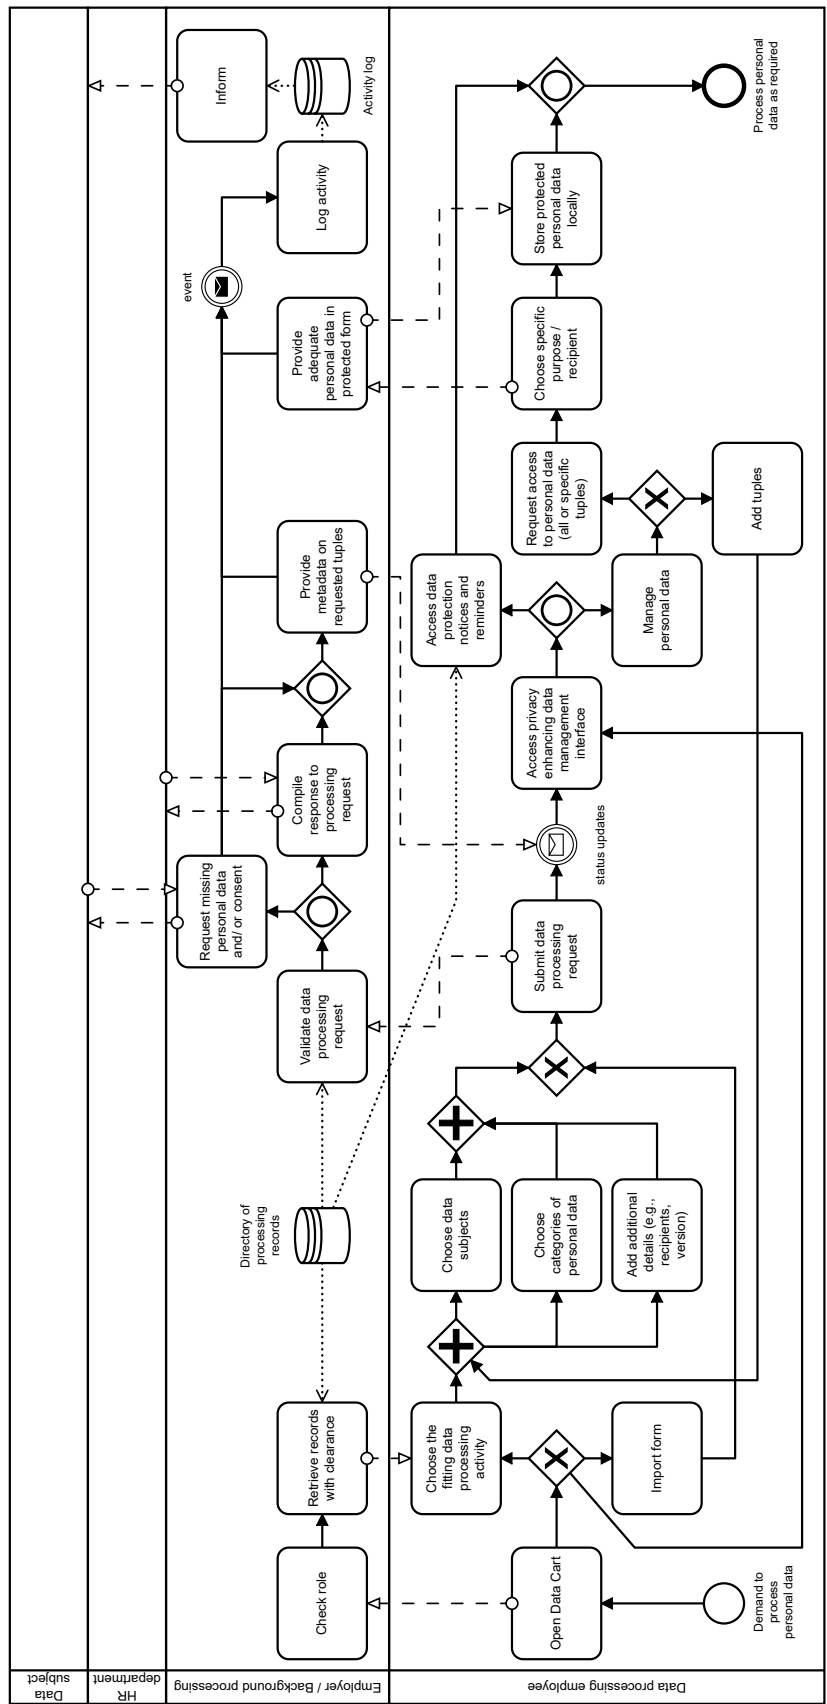 Data
subject
HR
department
Employer / Background processing
Data processing employee
Inform
Activity log
Log activity
event
Provide
adequate
personal data in
protected form
Provide
metadata on
requested tuples
Compile
response to
processing
request
Request missing
personal data
and/ or consent
Validate data
processing
request
Directory of
processing
records
Retrieve records
with clearance
Check role
Process personal
data as required
Store protected
personal data
locally
Choose specific
purpose /
recipient
Request access
to personal data
(all or specific
tuples)
Add tuples
Manage
personal data
Access data
protection
notices and
reminders
Access privacy
enhancing data
management
interface
status updates
Submit data
processing
request
Choose data
subjects
Choose
categories of
personal data
Add additional
details (e.g.,
recipients,
version)
Choose the
fitting data
processing
activity
Import form
Open Data Cart
Demand to
process
personal data